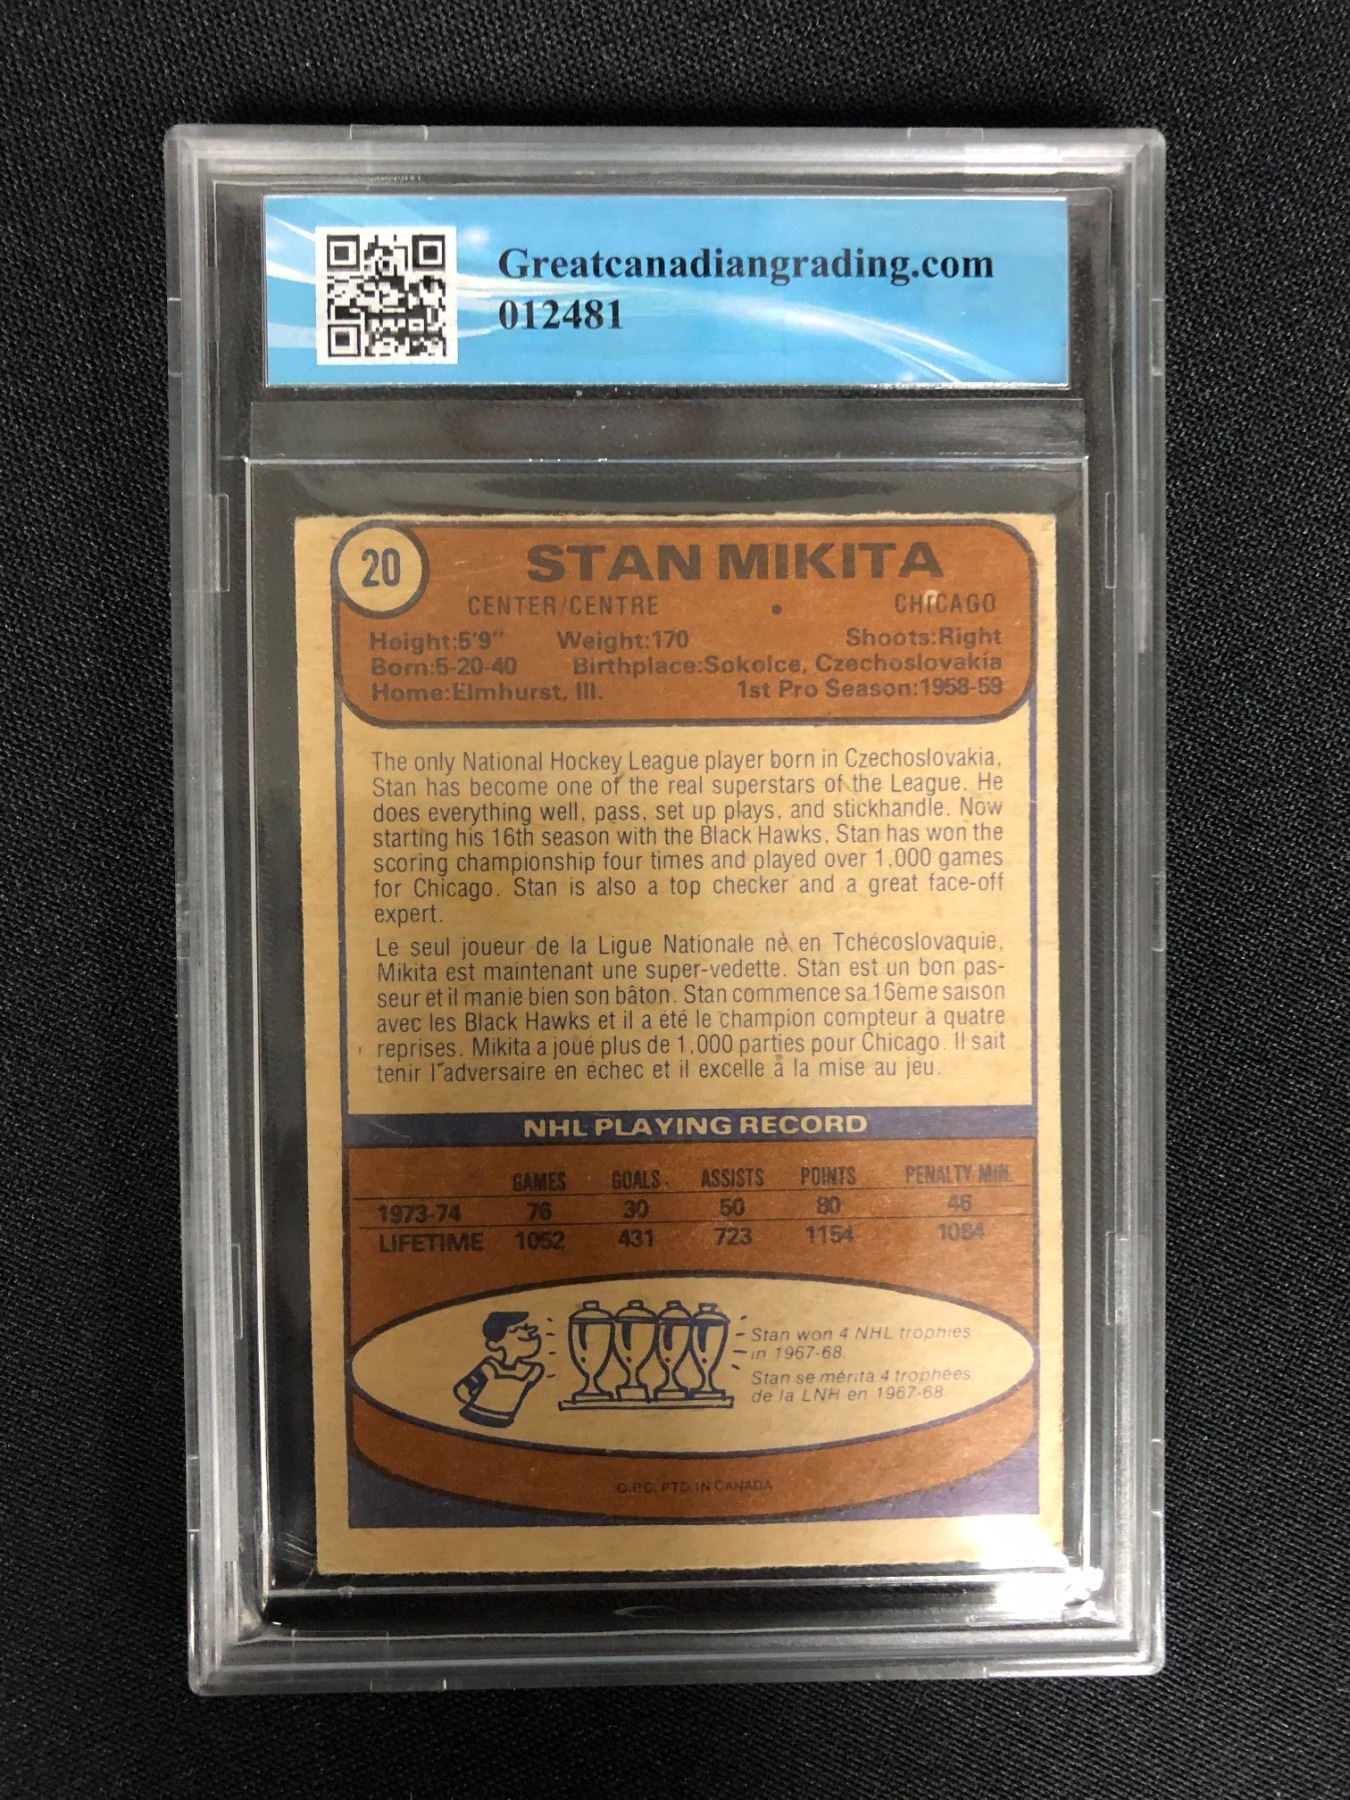 Greatcanadiangrading.com
012481
20
STAN MIKITA
CENTER/CENTRE • CHICAGO
Height:5'9" Weight:170 Shoots:Right
Born:5-20-40 Birthplace:Sokolce, Czechoslovakia
Home:Elmhurst, Ill. 1st Pro Season:1958-59
The only National Hockey League player born in Czechoslovakia,
Stan has become one of the real superstars of the League. He
does everything well, pass, set up plays, and stickhandle. Now
starting his 16th season with the Black Hawks, Stan has won the
scoring championship four times and played over 1,000 games
for Chicago. Stan is also a top checker and a great face-off
expert.
Le seul joueur de la Ligue Nationale né en Tchécoslovaquie,
Mikita est maintenant une super-vedette. Stan est un bon pas-
seur et il manie bien son bâton. Stan commence sa 16ème saison
avec les Black Hawks et il a été le champion compteur à quatre
reprises. Mikita a joué plus de 1,000 parties pour Chicago. Il sait
tenir l'adversaire en échec et il excelle à la mise au jeu.
NHL PLAYING RECORD
GAMES GOALS ASSISTS POINTS PENALTY MIN.
1973-74 76 30 50 80 46
LIFETIME 1052 431 723 1154 1084
Stan won 4 NHL trophies
in 1967-68.
Stan se mérita 4 trophées
de la LNH en 1967-68.
O.P.C. PTD. IN CANADA